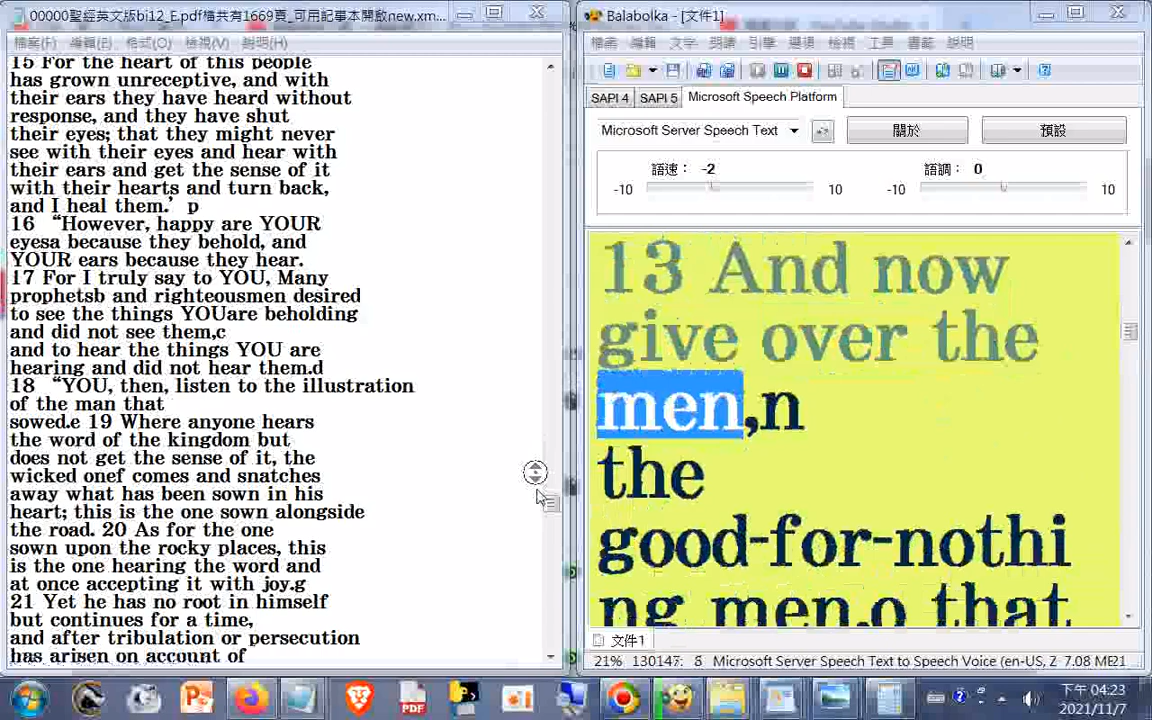 00000聖經英文版bi12_E.pdf檔共有1669頁_可用記事本開啟new.xm...
檔案(F) 編輯(E) 格式(O) 檢視(V) 說明(H)
15 For the heart of this people
has grown unreceptive, and with
their ears they have heard without
response, and they have shut
their eyes; that they might never
see with their eyes and hear with
their ears and get the sense of it
with their hearts and turn back,
and I heal them.’ p
16 “However, happy are YOUR
eyesa because they behold, and
YOUR ears because they hear.
17 For I truly say to YOU, Many
prophetsb and righteousmen desired
to see the things YOUare beholding
and did not see them,c
and to hear the things YOU are
hearing and did not hear them.d
18 “YOU, then, listen to the illustration
of the man that
sowed.e 19 Where anyone hears
the word of the kingdom but
does not get the sense of it, the
wicked onef comes and snatches
away what has been sown in his
heart; this is the one sown alongside
the road. 20 As for the one
sown upon the rocky places, this
is the one hearing the word and
at once accepting it with joy.g
21 Yet he has no root in himself
but continues for a time,
and after tribulation or persecution
has arisen on account of
Balabolka - [文件1]
檔案 編輯 文字 朗讀 引擎 選項 檢視 工具 書籤 說明
SAPI 4 SAPI 5 Microsoft Speech Platform
Microsoft Server Speech Text 關於 預設
語速： -2 語調： 0
-10 10 -10 10
13 And now
give over the
men,n
the
good-for-nothi
ng men,o that
文件1
21% 130147: 8 Microsoft Server Speech Text to Speech Voice (en-US, Z 7.08 ME21
PDF
下午 04:23
2021/11/7